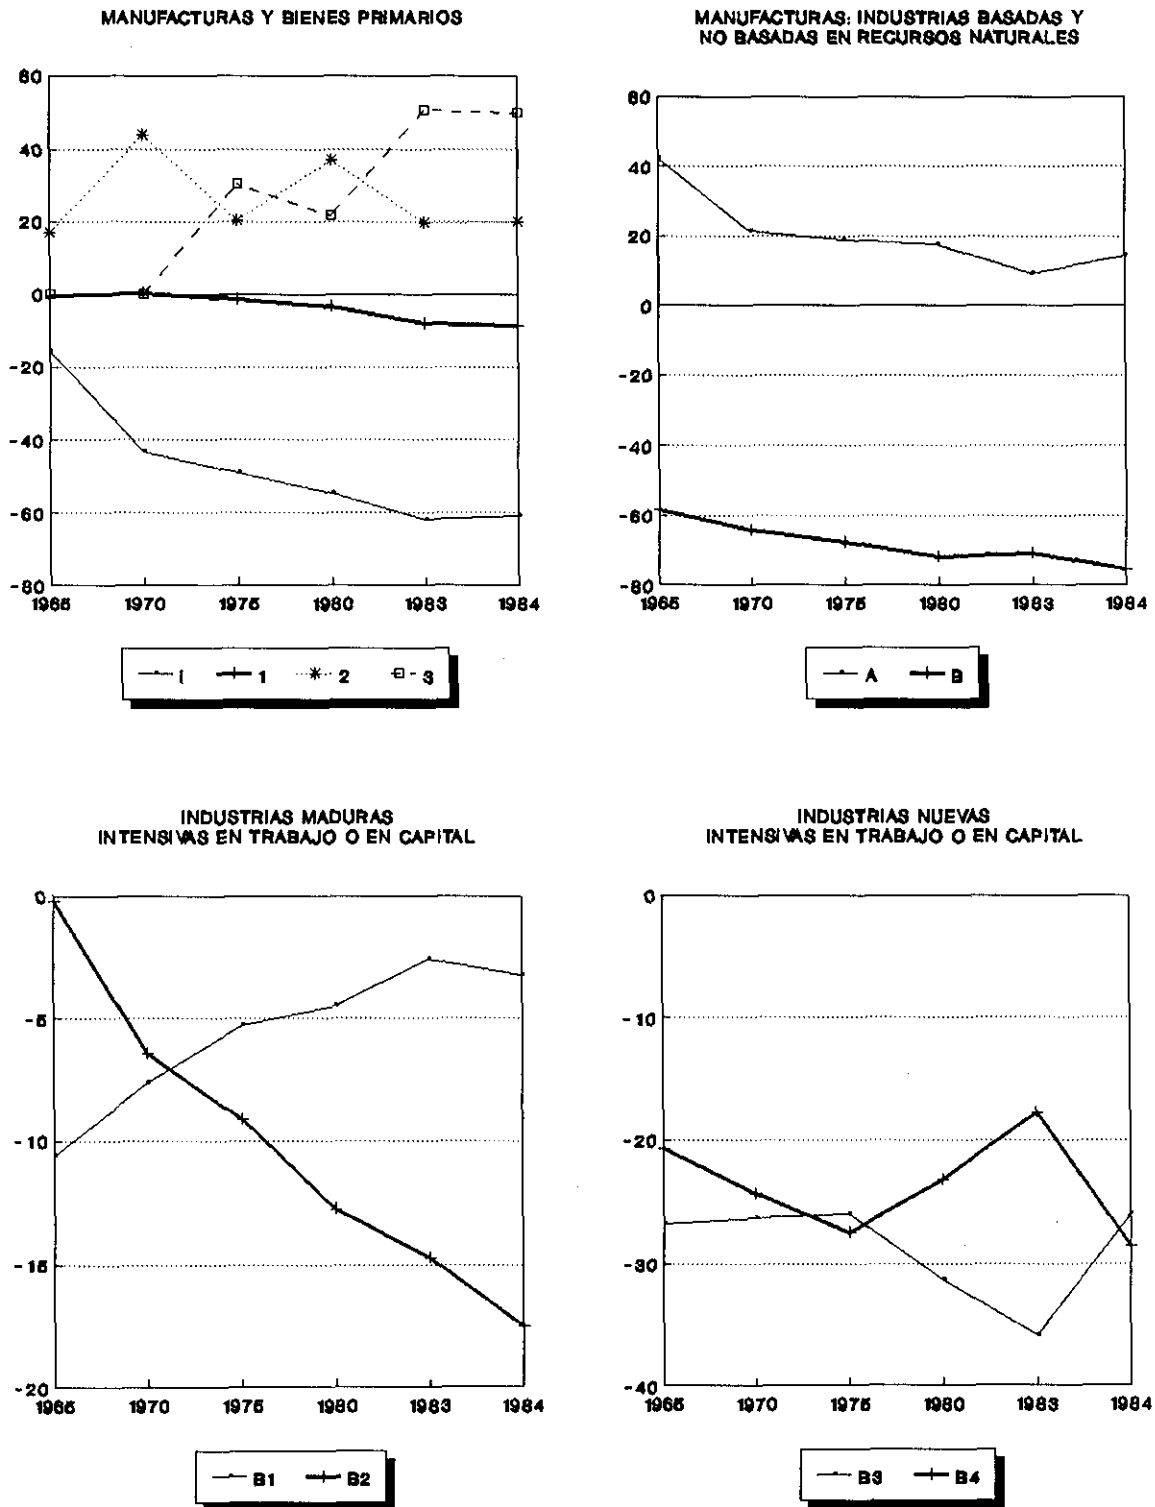 MANUFACTURAS Y BIENES PRIMARIOS
60
40
20
0
-20
-40
-60
-80
1965 1970 1975 1980 1983 1984
I 1 2 3
MANUFACTURAS: INDUSTRIAS BASADAS Y
NO BASADAS EN RECURSOS NATURALES
60
40
20
0
-20
-40
-60
-80
1965 1970 1975 1980 1983 1984
A B
INDUSTRIAS MADURAS
INTENSIVAS EN TRABAJO O EN CAPITAL
0
-5
-10
-15
-20
1965 1970 1975 1980 1983 1984
B1 B2
INDUSTRIAS NUEVAS
INTENSIVAS EN TRABAJO O EN CAPITAL
0
-10
-20
-30
-40
1965 1970 1975 1980 1983 1984
B3 B4